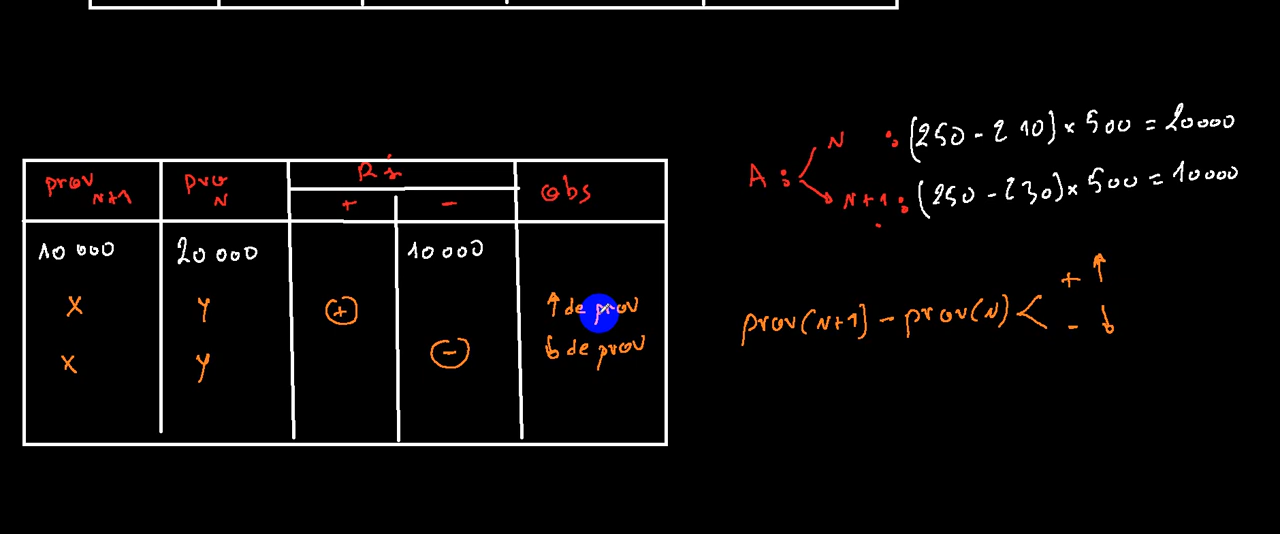 A : N : (250 - 210) × 500 = 20000
N+1 : (250 - 230) × 500 = 10000
prov N+1 prov N obs
+ -
10 000 20 000 10 000
X Y + ↑ de prov
X Y - ↓ de prov
prov(N+1) - prov(N) < + ↑
- ↓